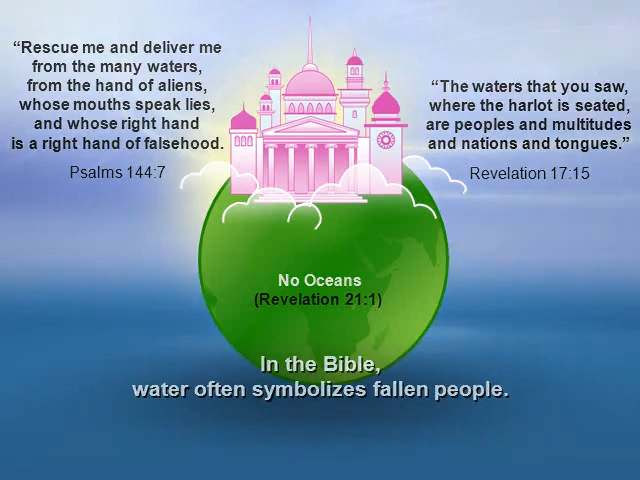 “Rescue me and deliver me
from the many waters,
from the hand of aliens,
whose mouths speak lies,
and whose right hand
is a right hand of falsehood.
Psalms 144:7
“The waters that you saw,
where the harlot is seated,
are peoples and multitudes
and nations and tongues.”
Revelation 17:15
No Oceans
(Revelation 21:1)
In the Bible,
water often symbolizes fallen people.